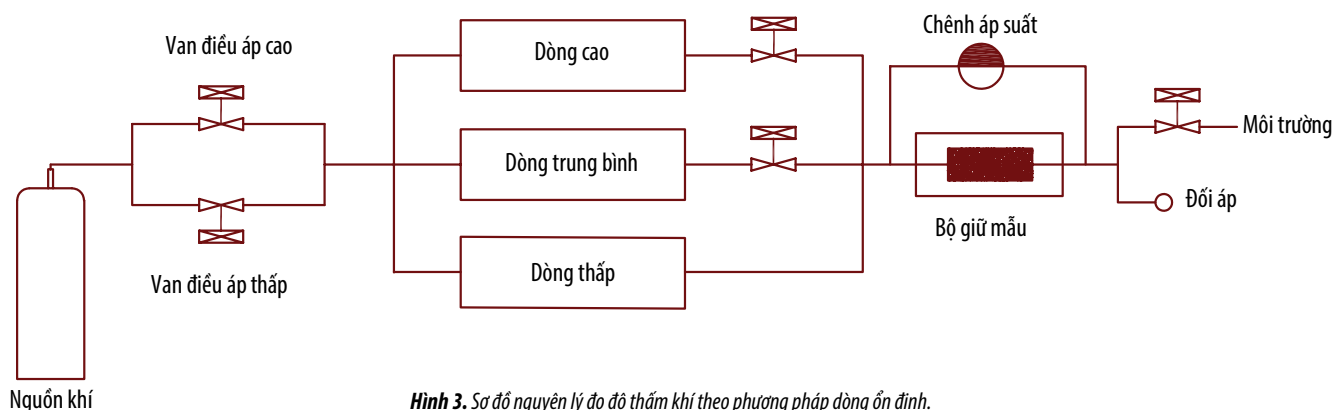 Van điều áp cao
Dòng cao
Chênh áp suất
Môi trường
Dòng trung bình
Đối áp
Bộ giữ mẫu
Van điều áp thấp
Dòng thấp
Nguồn khí
Hình 3. Sơ đồ nguyên lý đo độ thấm khí theo phương pháp dòng ổn định.